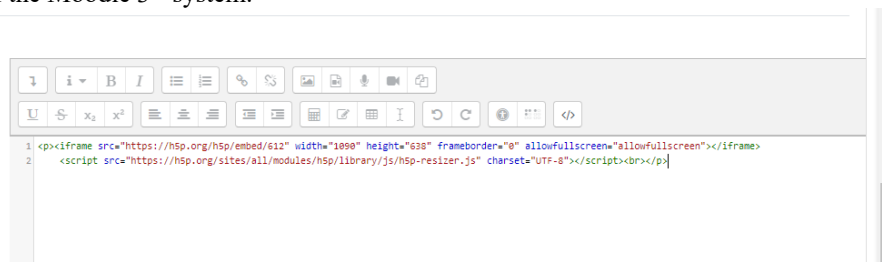 the Moodle 3 system.
i B I
U S x₂ x²
1 <p><iframe src="https://h5p.org/h5p/embed/612" width="1090" height="638" frameborder="0" allowfullscreen="allowfullscreen"></iframe>
2 <script src="https://h5p.org/sites/all/modules/h5p/library/js/h5p-resizer.js" charset="UTF-8"></script><br></p>